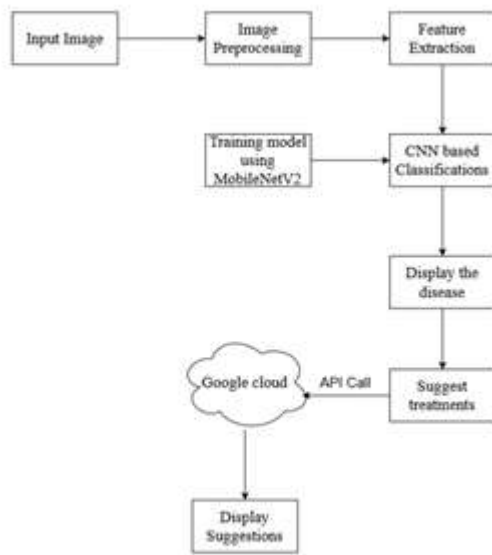 Input Image
Image
Preprocessing
Feature
Extraction
Training model
using
MobileNetV2
CNN based
Classifications
Display the
disease
Google cloud
API Call
Suggest
treatments
Display
Suggestions